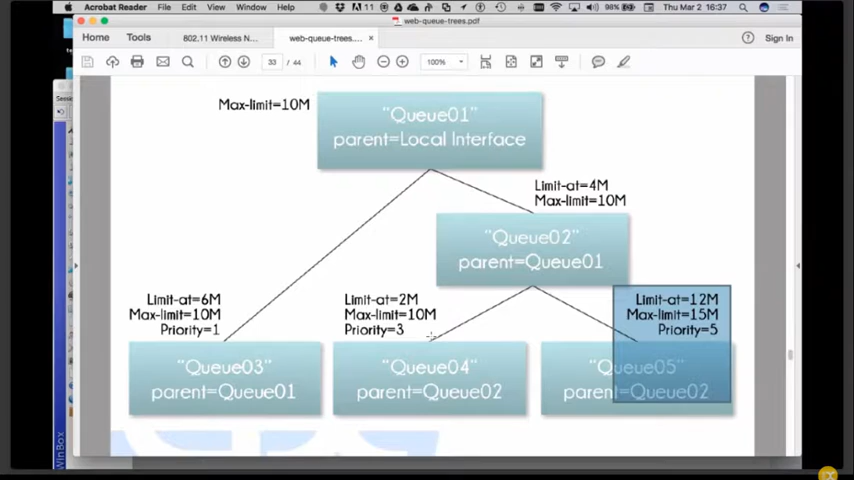 Acrobat Reader File Edit View Window Help
11
98%
Thu Mar 2 16:37
web-queue-trees.pdf
Home Tools 802.11 Wireless N... web-queue-trees.... ×
Sign In
33 / 44
100%
Max-limit=10M
"Queue01"
parent=Local Interface
Limit-at=4M
Max-limit=10M
"Queue02"
parent=Queue01
Limit-at=6M
Max-limit=10M
Priority=1
Limit-at=2M
Max-limit=10M
Priority=3
Limit-at=12M
Max-limit=15M
Priority=5
"Queue03"
parent=Queue01
"Queue04"
parent=Queue02
"Queue05"
parent=Queue02
WinBox